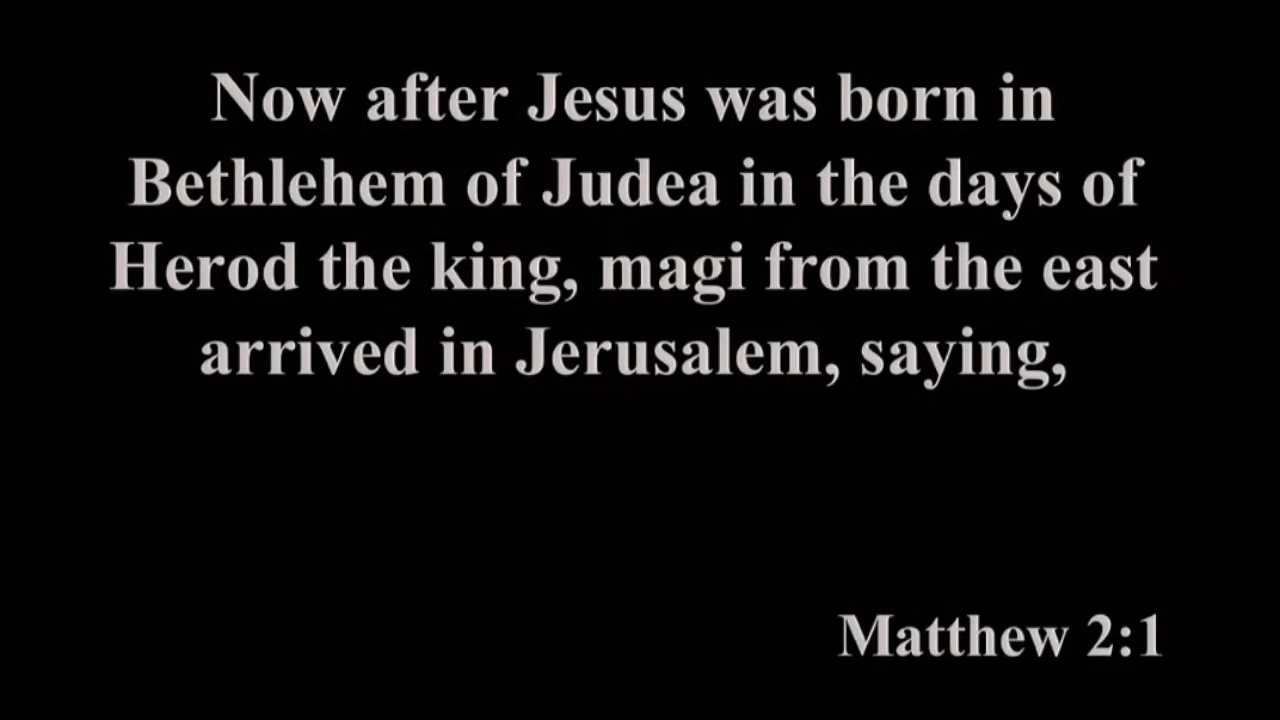 Now after Jesus was born in
Bethlehem of Judea in the days of
Herod the king, magi from the east
arrived in Jerusalem, saying,
Matthew 2:1